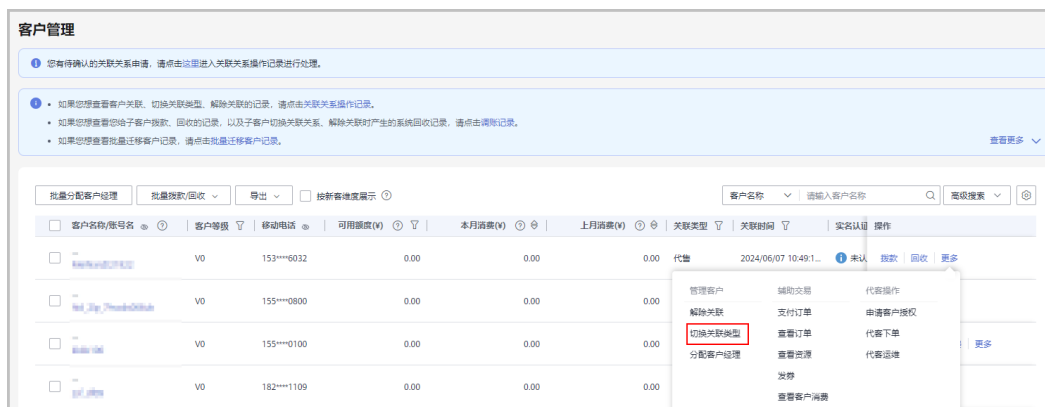 客户管理
您有待确认的关联关系申请，请点击这里进入关联关系操作记录进行处理。
• 如果您想查看客户关联、切换关联类型、解除关联的记录，请点击关联关系操作记录。
• 如果您想查看您给子客户拨款、回收的记录，以及子客户切换关联关系、解除关联时产生的系统回收记录，请点击调账记录。
• 如果您想查看批量迁移客户记录，请点击批量迁移客户记录。 查看更多
批量分配客户经理 批量拨款/回收 导出 按新客维度展示 客户名称 请输入客户名称 高级搜索
客户名称/账号名 客户等级 移动电话 可用额度(¥) 本月消费(¥) 上月消费(¥) 关联类型 关联时间 实名认证 操作
--
V0 153****6032 0.00 0.00 0.00 代售 2024/06/07 10:49:1... 未认 拨款 回收 更多
管理客户 辅助交易 代客操作
--
V0 155****0800 0.00 0.00 0.00
解除关联 支付订单 申请客户授权
切换关联类型 查看订单 代客下单
--
V0 155****0100 0.00 0.00 0.00 更多
分配客户经理 查看资源 代客运维
发券
--
V0 182****1109 0.00 0.00 0.00
查看客户消费